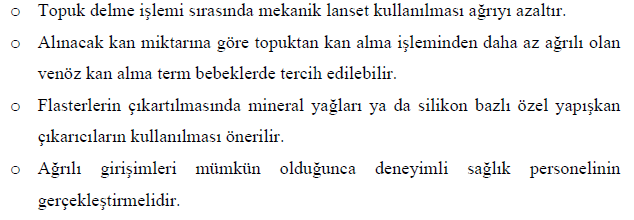 o Topuk delme işlemi sırasında mekanik lanset kullanılması ağrıyı azaltır.
o Alınacak kan miktarına göre topuktan kan alma işleminden daha az ağrılı olan
venöz kan alma term bebeklerde tercih edilebilir.
o Flasterlerin çıkartılmasında mineral yağları ya da silikon bazlı özel yapışkan
çıkarıcıların kullanılması önerilir.
o Ağrılı girişimleri mümkün olduğunca deneyimli sağlık personelinin
gerçekleştirmelidir.